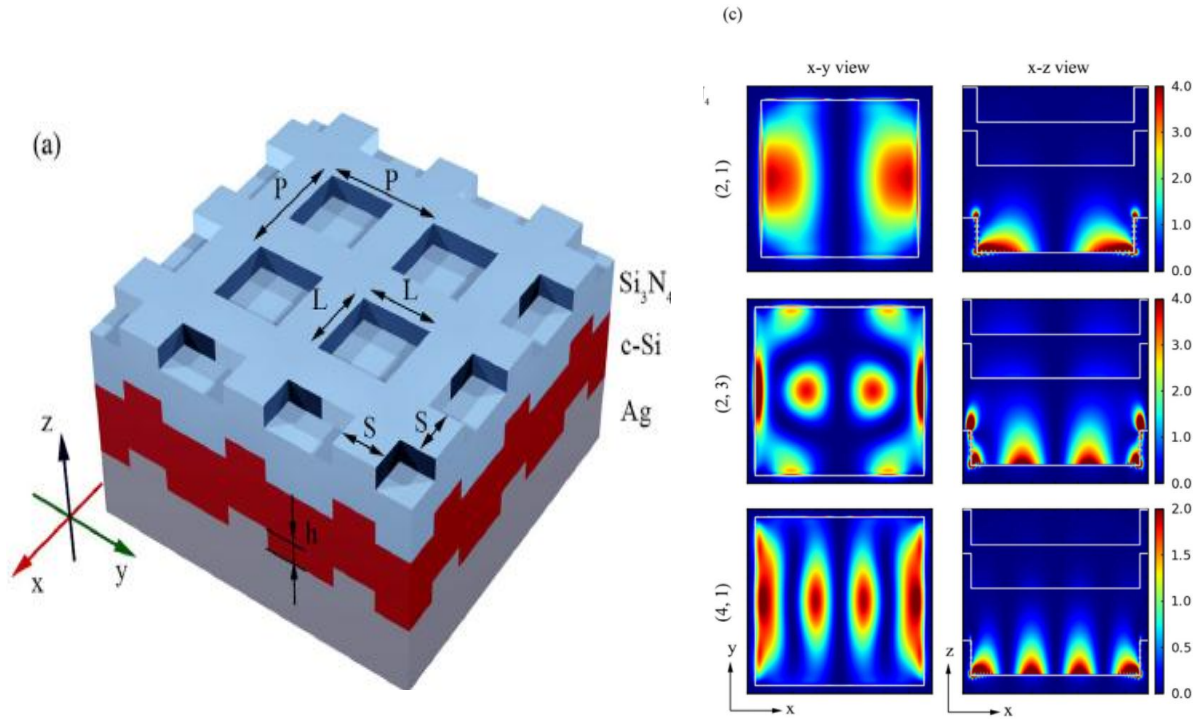 (a)
P P
L L
S S
h
Si₃N₄
c-Si
Ag
z
x
y
(c)
x-y view x-z view
(2, 1)
4.0
3.0
2.0
1.0
0.0
(2, 3)
4.0
3.0
2.0
1.0
0.0
(4, 1)
2.0
1.5
1.0
0.5
0.0
y
x
z
x